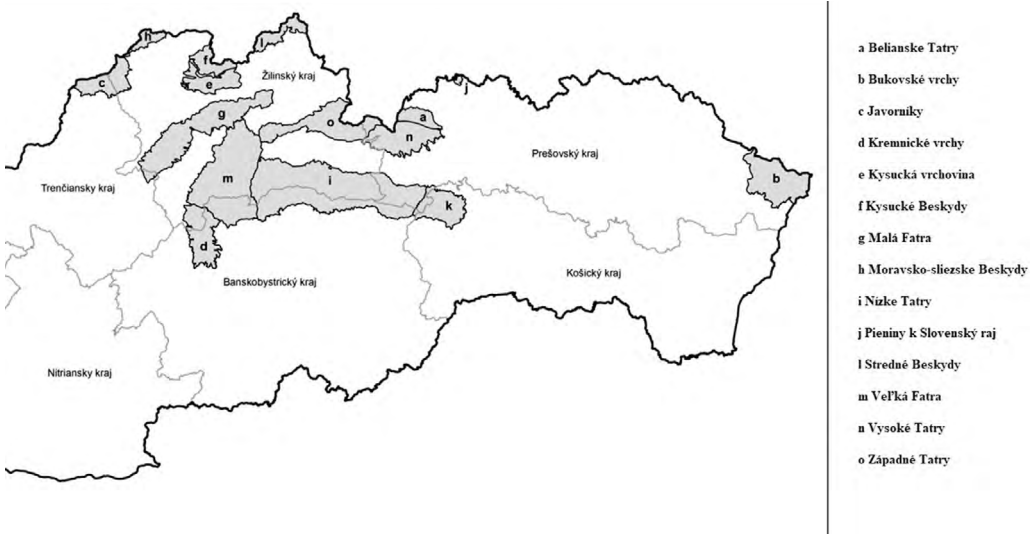 h
l
c
f
Žilinský kraj
j
e
g
a
o
n
Prešovský kraj
Trenčiansky kraj
m
i
b
k
d
Banskobystrický kraj
Košický kraj
Nitriansky kraj
a Belianske Tatry
b Bukovské vrchy
c Javorníky
d Kremnické vrchy
e Kysucká vrchovina
f Kysucké Beskydy
g Malá Fatra
h Moravsko-sliezske Beskydy
i Nízke Tatry
j Pieniny k Slovenský raj
l Stredné Beskydy
m Veľká Fatra
n Vysoké Tatry
o Západné Tatry